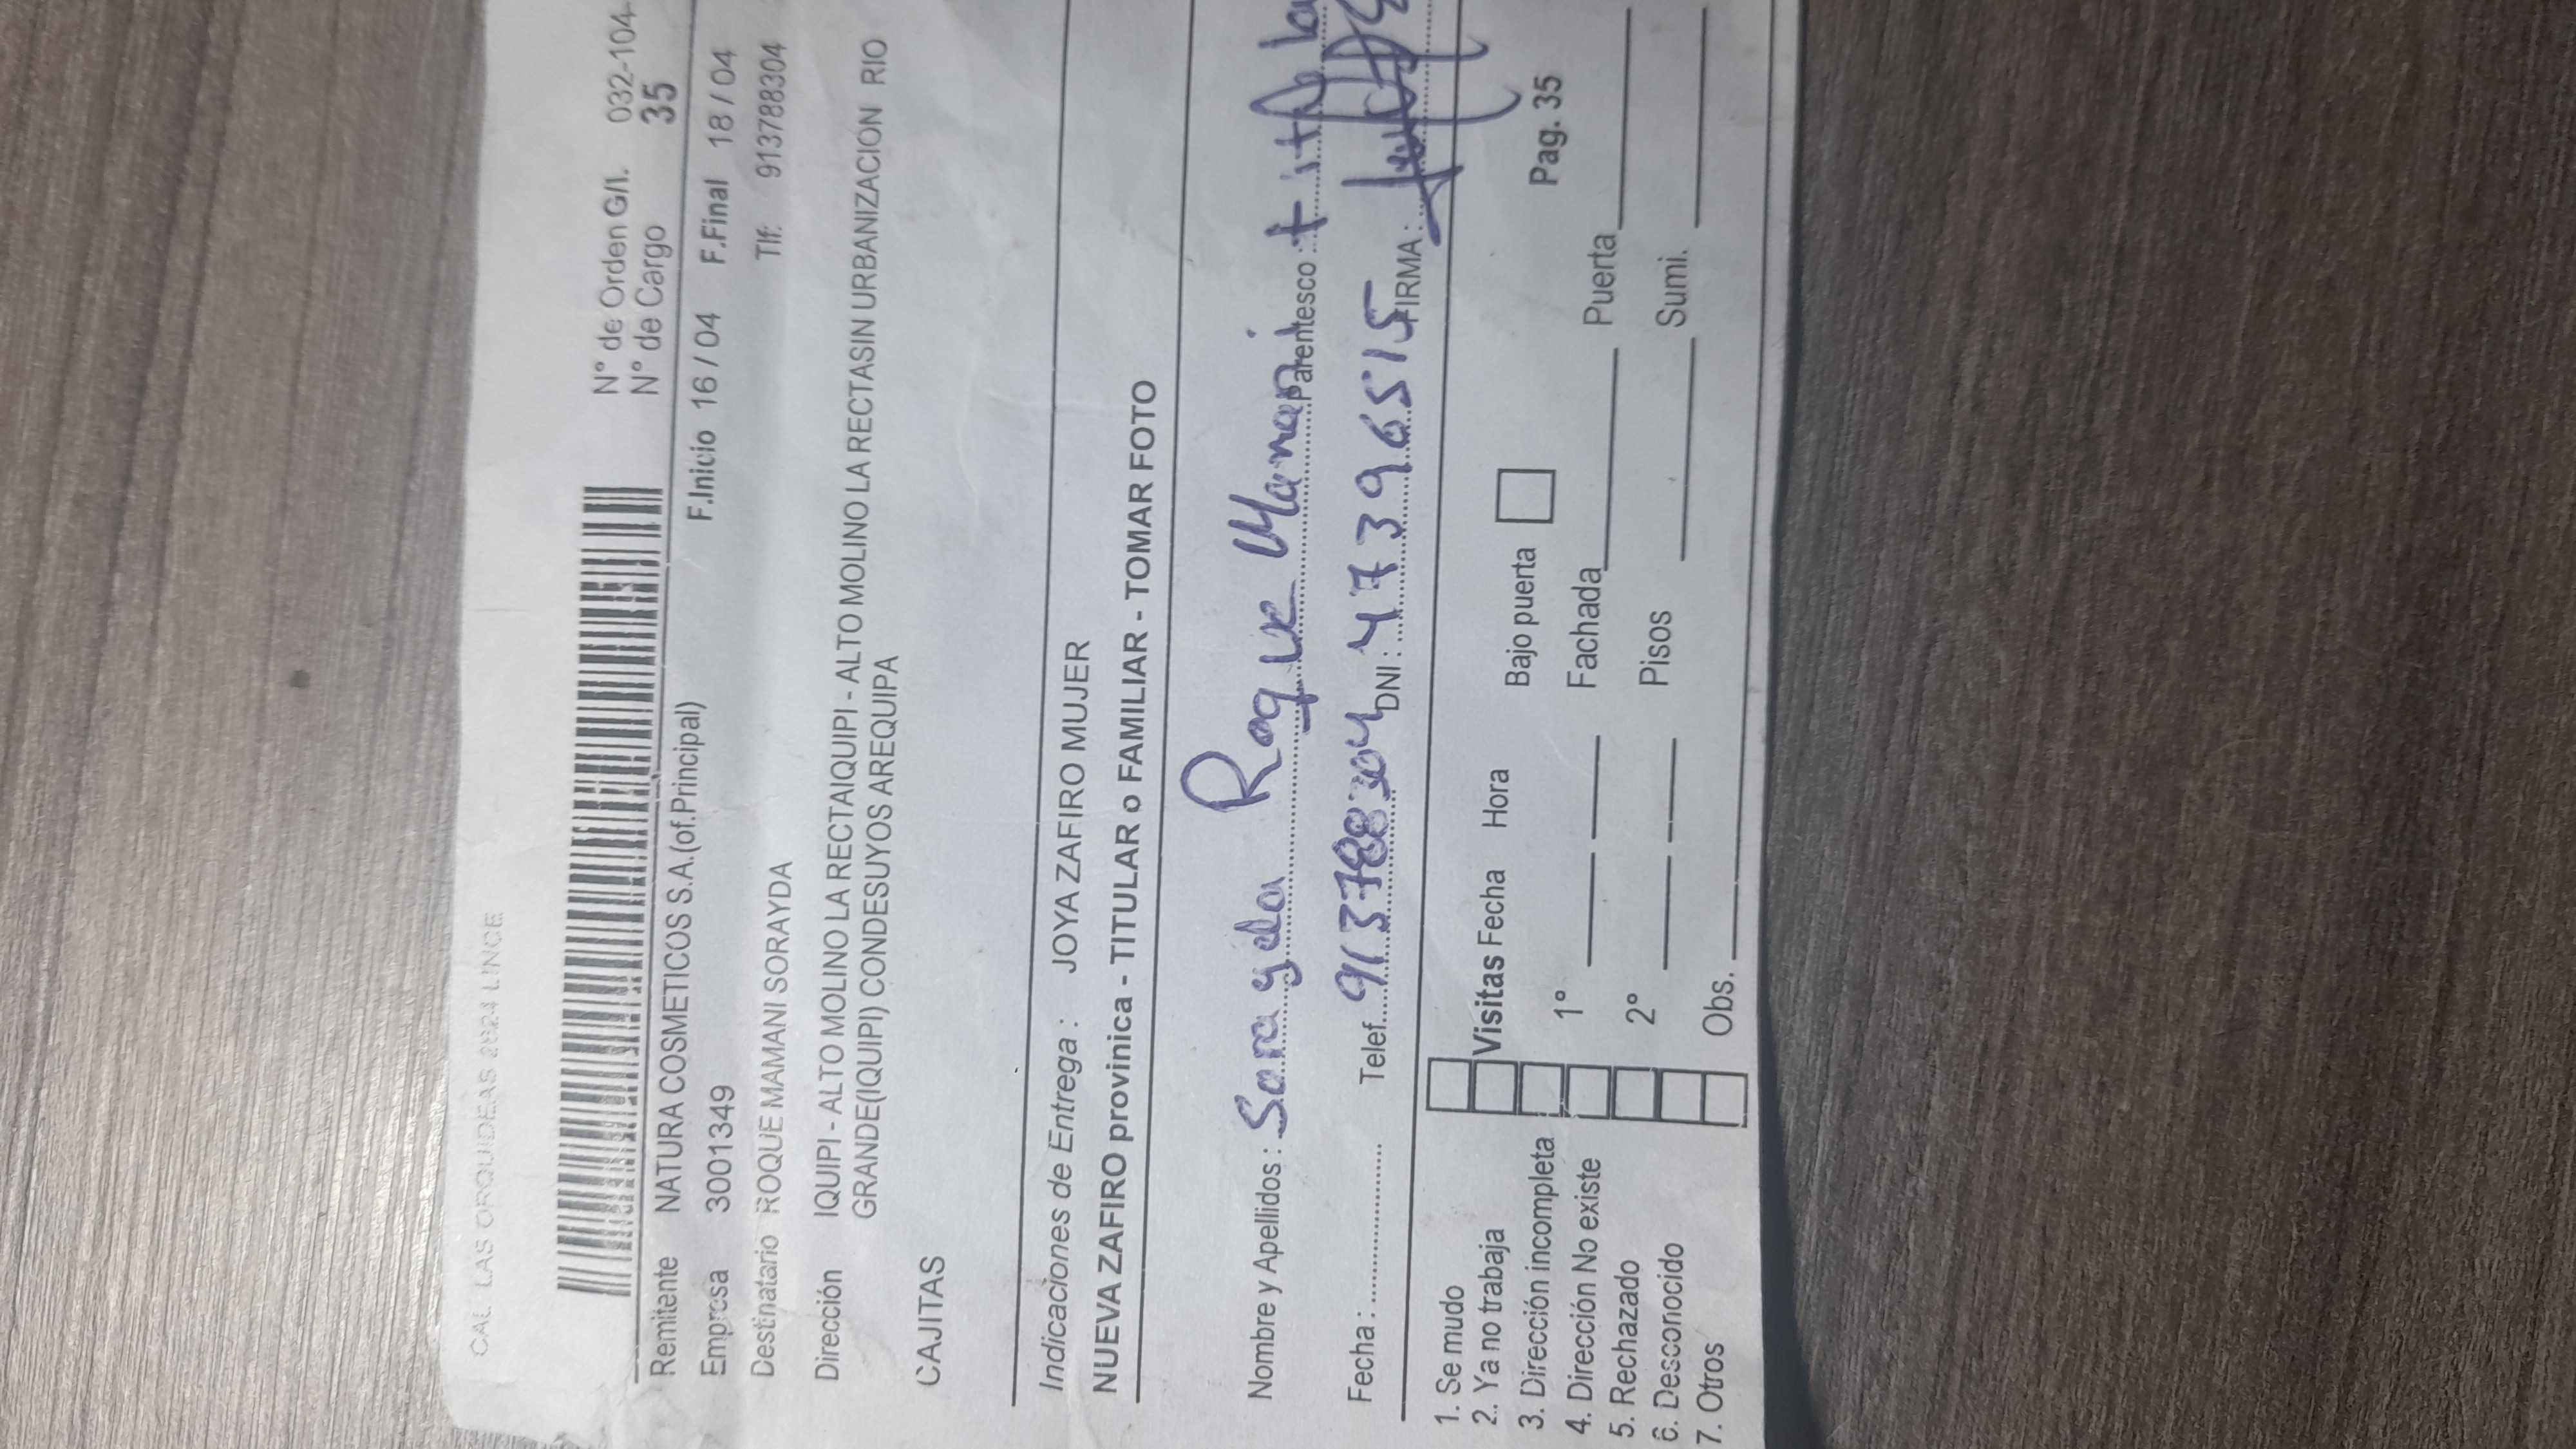 CAL LAS ORQUIDEAS 2824 LINCE
N° de Orden G/I. 032-104-
N° de Cargo 35
Remitente NATURA COSMETICOS S.A.(of.Principal)
Empresa 3001349 F.Inicio 16 / 04 F.Final 18 / 04
Destinatario ROQUE MAMANI SORAYDA Tlf: 913788304
Dirección IQUIPI - ALTO MOLINO LA RECTAIQUIPI - ALTO MOLINO LA RECTASIN URBANIZACION RIO
GRANDE(IQUIPI) CONDESUYOS AREQUIPA
CAJITAS
Indicaciones de Entrega : JOYA ZAFIRO MUJER
NUEVA ZAFIRO provinica - TITULAR o FAMILIAR - TOMAR FOTO
Nombre y Apellidos : Sorayda Roque Mamani Parentesco :
Fecha : Telef. 913788304 DNI : 47396515 FIRMA :
1. Se mudo
2. Ya no trabaja Visitas Fecha Hora Bajo puerta Pag. 35
3. Dirección incompleta
4. Dirección No existe 1° Fachada Puerta
5. Rechazado
6. Desconocido 2° Pisos Sumi.
7. Otros Obs.